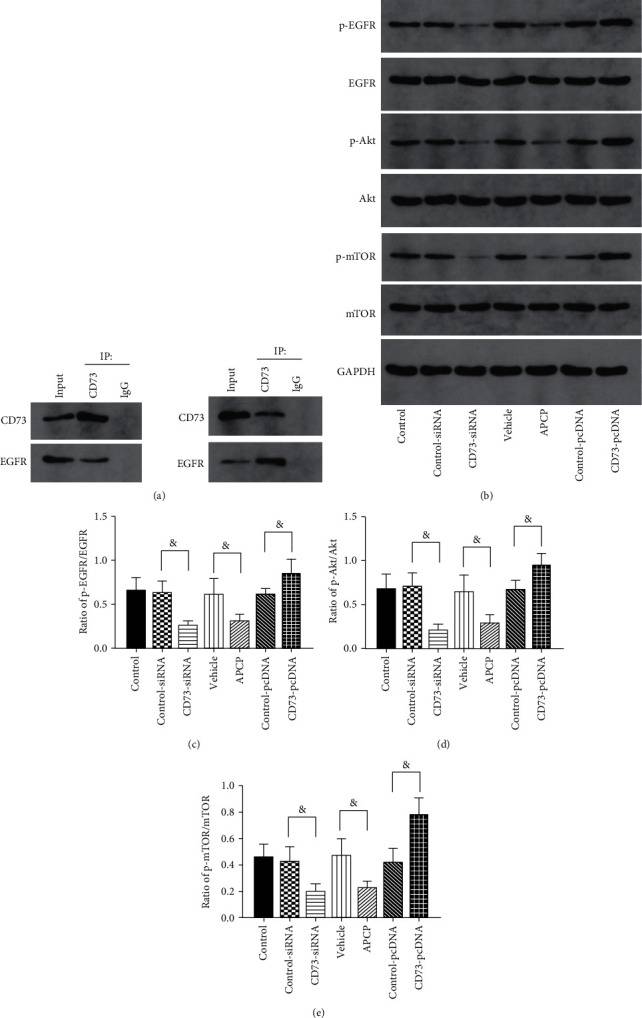 IP:
Input
CD73
IgG
CD73
EGFR
IP:
Input
CD73
IgG
CD73
EGFR
(a)
p-EGFR
EGFR
p-Akt
Akt
p-mTOR
mTOR
GAPDH
Control
Control-siRNA
CD73-siRNA
Vehicle
APCP
Control-pcDNA
CD73-pcDNA
(b)
Ratio of p-EGFR/EGFR
1.5
1.0
0.5
0.0
&
&
&
Control
Control-siRNA
CD73-siRNA
Vehicle
APCP
Control-pcDNA
CD73-pcDNA
(c)
Ratio of p-Akt/Akt
1.5
1.0
0.5
0.0
&
&
&
Control
Control-siRNA
CD73-siRNA
Vehicle
APCP
Control-pcDNA
CD73-pcDNA
(d)
Ratio of p-mTOR/mTOR
1.0
0.8
0.6
0.4
0.2
0.0
&
&
&
Control
Control-siRNA
CD73-siRNA
Vehicle
APCP
Control-pcDNA
CD73-pcDNA
(e)